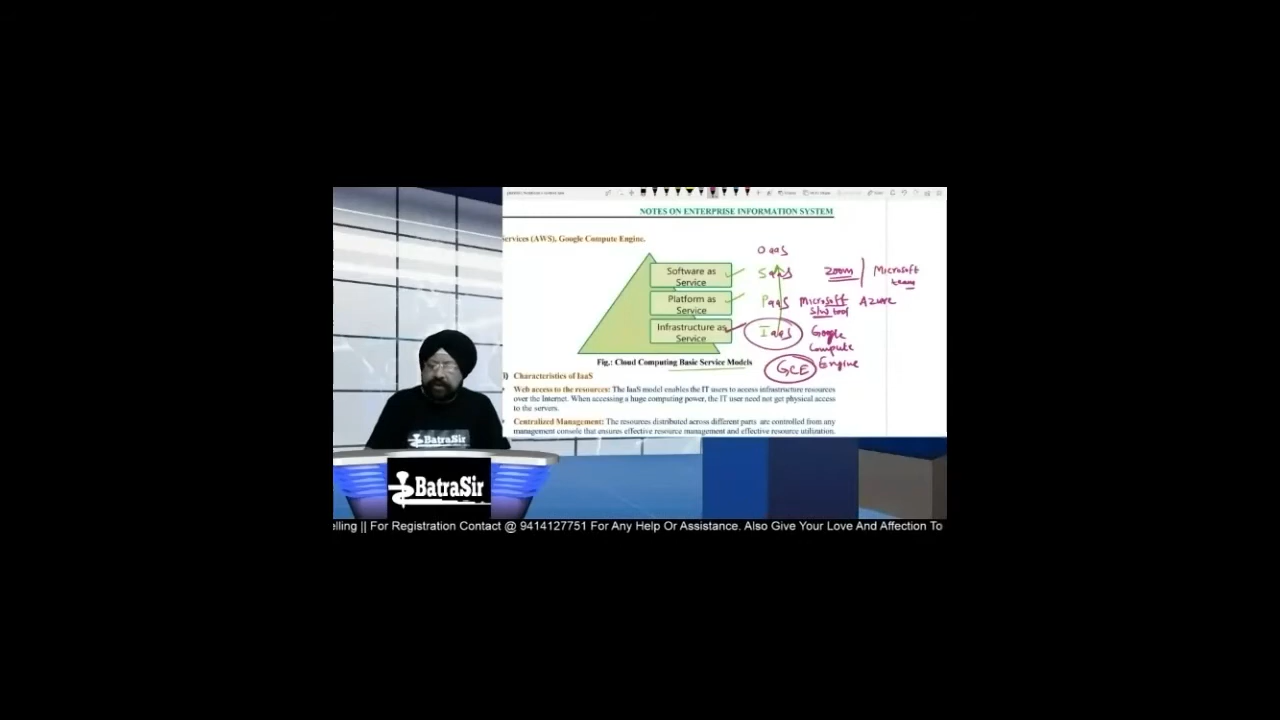 NOTES ON ENTERPRISE INFORMATION SYSTEM
ervices (AWS), Google Compute Engine.
OaaS
Software as
Service
SaaS
zoom
Microsoft
team
Platform as
Service
PaaS
Microsoft Azure
s/w tool
Infrastructure as
Service
IaaS
Google
Compute
Engine
GCE
Fig.: Cloud Computing Basic Service Models
i) Characteristics of IaaS
Web access to the resources: The IaaS model enables the IT users to access infrastructure resources
over the Internet. When accessing a huge computing power, the IT user need not get physical access
to the servers.
Centralized Management: The resources distributed across different parts are controlled from any
management console that ensures effective resource management and effective resource utilization.
BatraSir
BatraSir
elling || For Registration Contact @ 9414127751 For Any Help Or Assistance. Also Give Your Love And Affection To